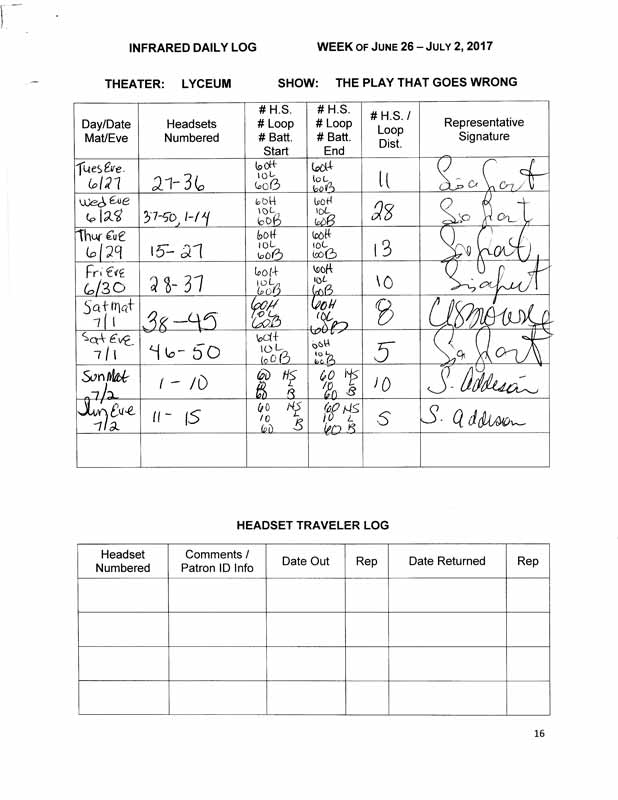 INFRARED DAILY LOG WEEK OF JUNE 26 – JULY 2, 2017
THEATER: LYCEUM SHOW: THE PLAY THAT GOES WRONG
Day/Date Mat/Eve Headsets Numbered # H.S. # Loop # Batt. Start # H.S. # Loop # Batt. End # H.S. / Loop Dist. Representative Signature
Tues Eve. 6/27 27-36 60H 10L 60B 60H 10L 60B 11
Wed Eve 6/28 37-50, 1-14 60H 10L 60B 60H 10L 60B 28
Thur Eve 6/29 15-27 60H 10L 60B 60H 10L 60B 13
Fri Eve 6/30 28-37 60H 10L 60B 60H 10L 60B 10
Sat mat 7/1 38-45 60H 10L 60B 60H 10L 60B 8
Sat Eve 7/1 46-50 60H 10L 60B 60H 10L 60B 5
Sun Mat 7/2 1-10 60 HS L B 60 HS 10 L 60 B 10 S. Addison
Sun Eve 7/2 11-15 60 HS 10 L 60 B 60 HS 10 L 60 B 5 S. Addison
HEADSET TRAVELER LOG
Headset Numbered Comments / Patron ID Info Date Out Rep Date Returned Rep
16